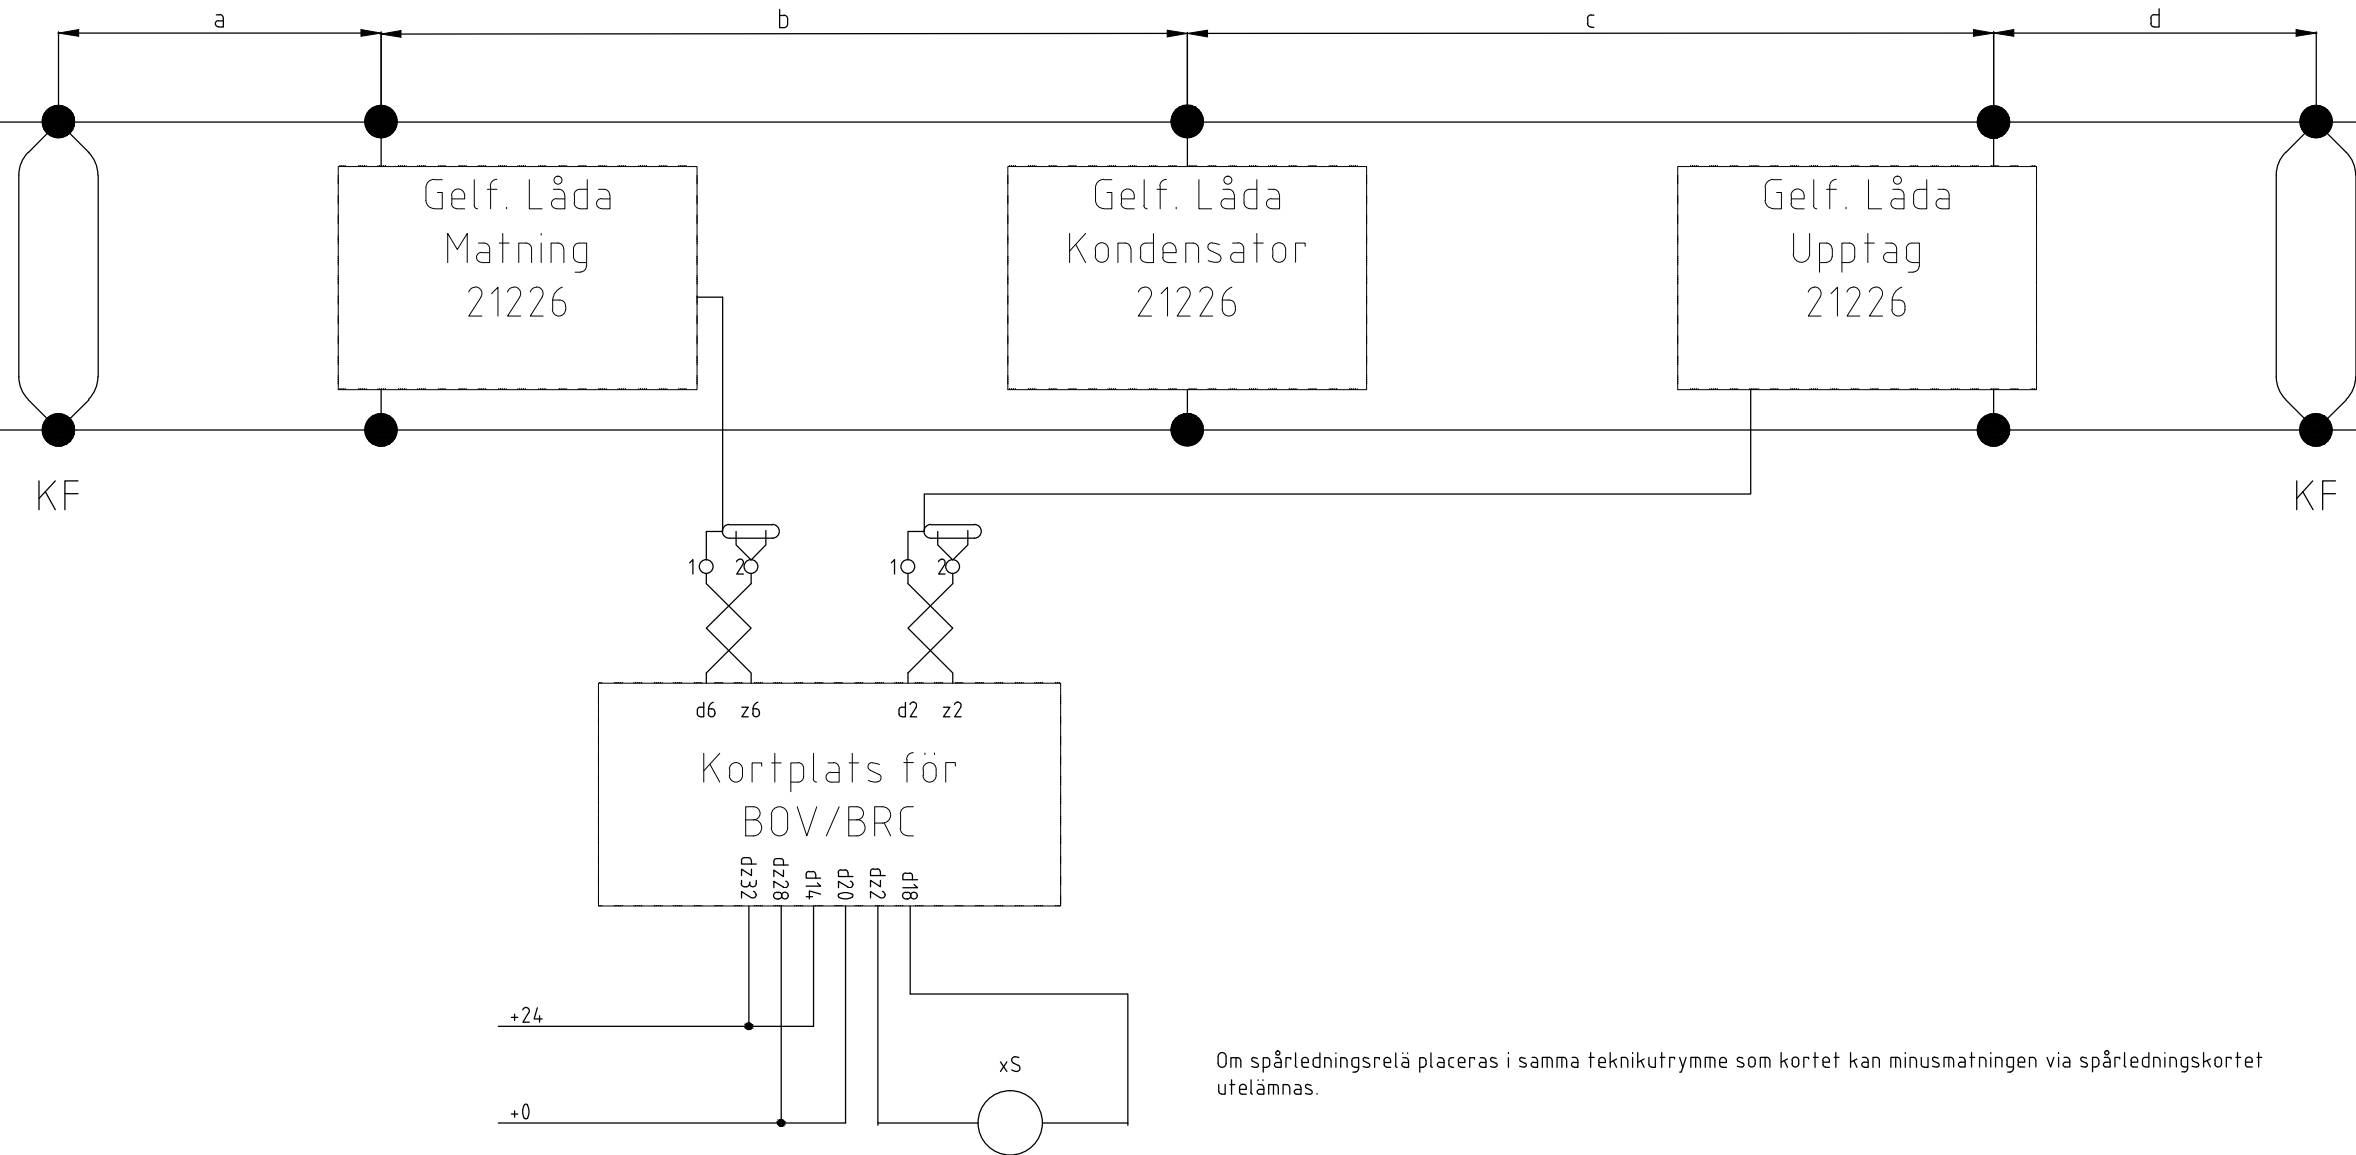 a
b
c
d
Gelf. Låda
Matning
21226
Gelf. Låda
Kondensator
21226
Gelf. Låda
Upptag
21226
KF
KF
1
2
1
2
d6
z6
d2
z2
Kortplats för
BOV/BRC
dz32
dz28
d14
d20
dz2
d18
+24
xS
Om spårledningsrelä placeras i samma teknikutrymme som kortet kan minusmatningen via spårledningskortet
utelämnas.
+0